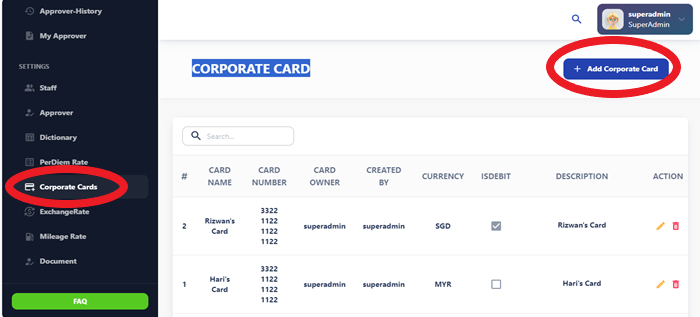 Approver-History
My Approver
SETTINGS
Staff
Approver
Dictionary
PerDiem Rate
Corporate Cards
ExchangeRate
Mileage Rate
Document
FAQ
superadmin
SuperAdmin
CORPORATE CARD
+ Add Corporate Card
Search...
# CARD NAME CARD NUMBER CARD OWNER CREATED BY CURRENCY ISDEBIT DESCRIPTION ACTION
2 Rizwan's Card 3322 1122 1122 1122 superadmin superadmin SGD Rizwan's Card
1 Hari's Card 3322 1122 1122 1122 superadmin superadmin MYR Hari's Card